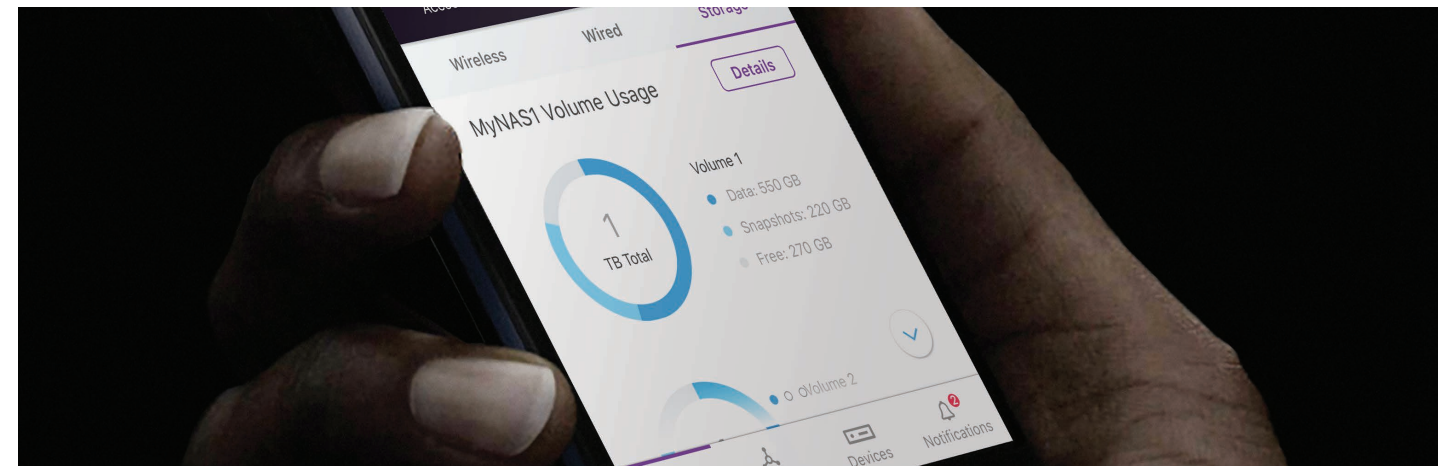 Wireless
Wired
Storage
MyNAS1 Volume Usage
Details
1
TB Total
Volume 1
Data: 550 GB
Snapshots: 220 GB
Free: 270 GB
Volume 2
Devices
2
Notifications